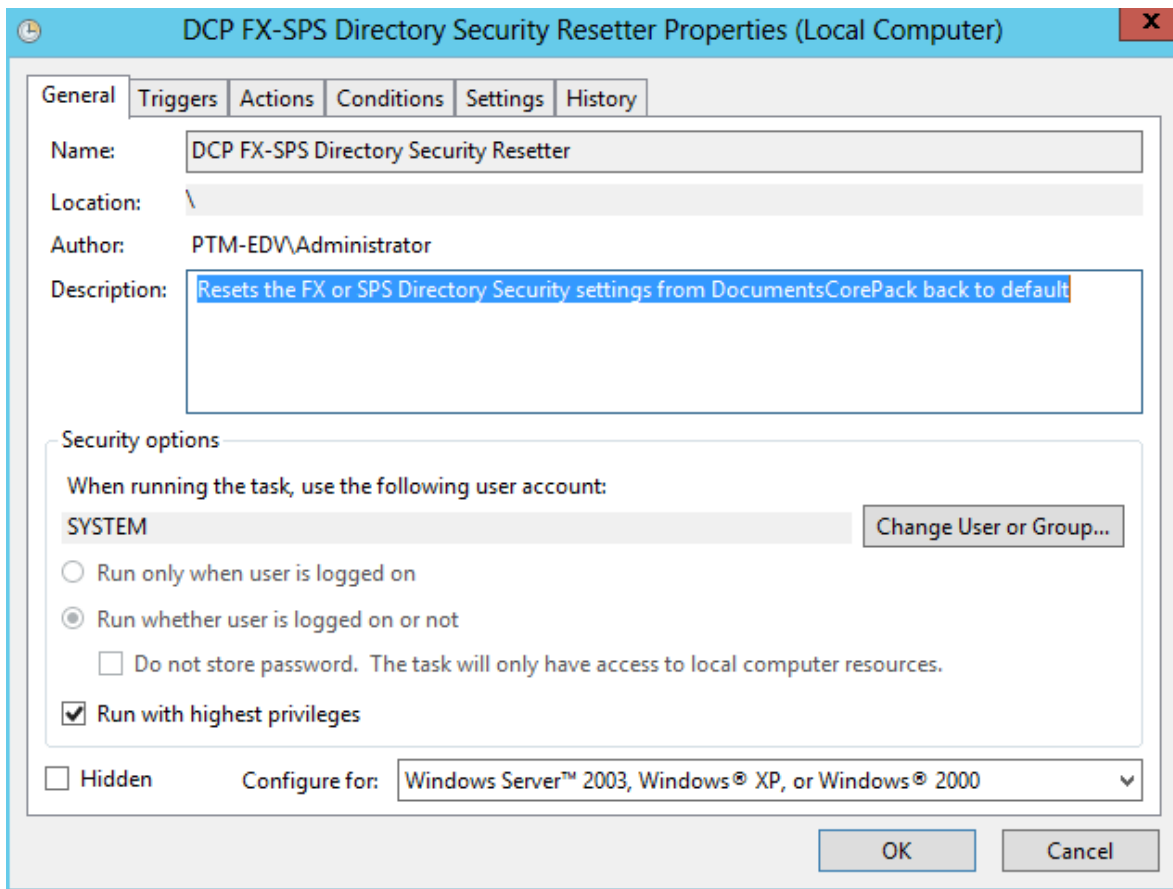 DCP FX-SPS Directory Security Resetter Properties (Local Computer)
x
General Triggers Actions Conditions Settings History
Name: DCP FX-SPS Directory Security Resetter
Location: \
Author: PTM-EDV\Administrator
Description: Resets the FX or SPS Directory Security settings from DocumentsCorePack back to default
Security options
When running the task, use the following user account:
SYSTEM Change User or Group...
Run only when user is logged on
Run whether user is logged on or not
Do not store password. The task will only have access to local computer resources.
Run with highest privileges
Hidden Configure for: Windows Server™ 2003, Windows® XP, or Windows® 2000
OK Cancel